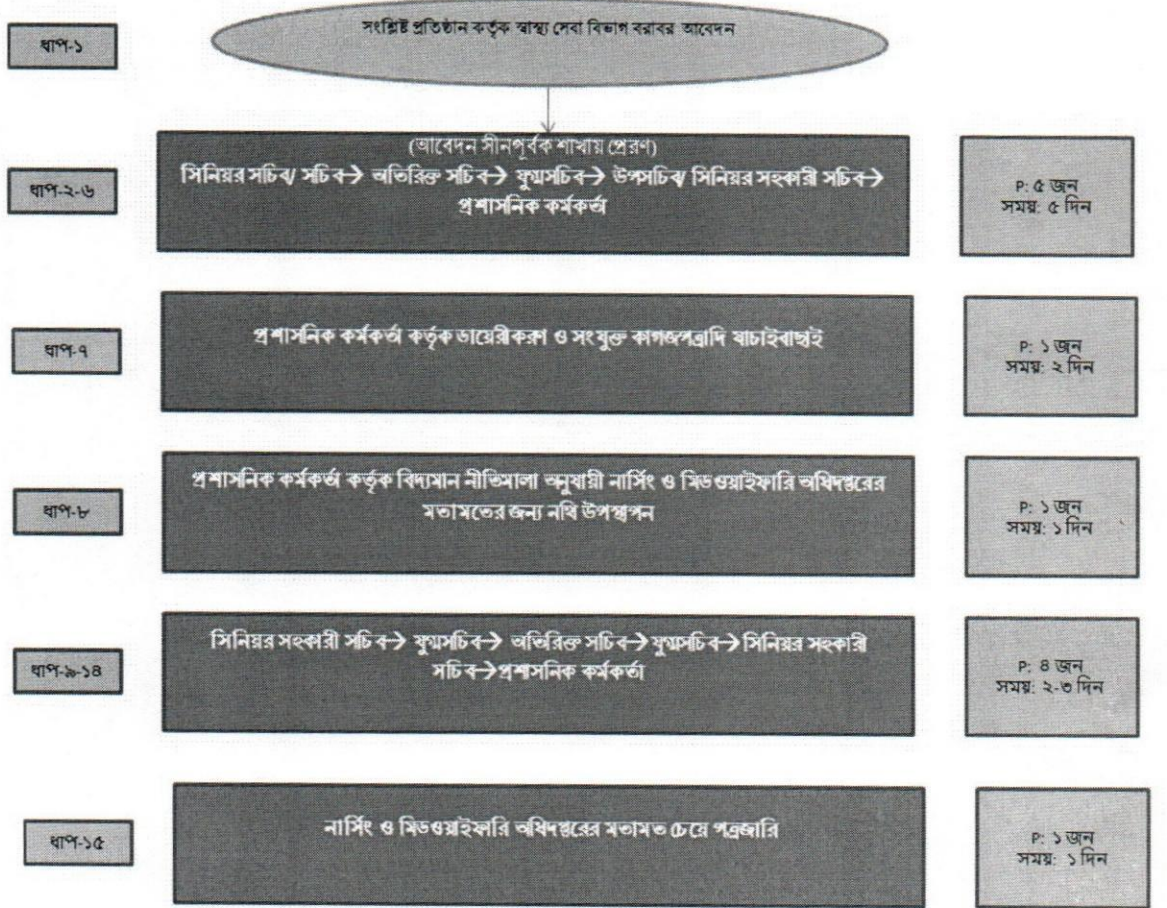 ধাপ-১
সংশ্লিষ্ট প্রতিষ্ঠান কর্তৃক স্বাস্থ্য সেবা বিভাগ বরাবর আবেদন
ধাপ-২-৬
(আবেদন সীনপূর্বক শাখায় প্রেরণ)
সিনিয়র সচিব/ সচিব→ অতিরিক্ত সচিব→ যুগ্মসচিব→ উপসচিব/ সিনিয়র সহকারী সচিব→
প্রশাসনিক কর্মকর্তা
P: ৫ জন
সময়: ৫ দিন
ধাপ-৭
প্রশাসনিক কর্মকর্তা কর্তৃক ডায়েরীকরণ ও সংযুক্ত কাগজপত্রাদি যাচাইবাছাই
P: ১ জন
সময়: ২ দিন
ধাপ-৮
প্রশাসনিক কর্মকর্তা কর্তৃক বিদ্যমান নীতিমালা অনুযায়ী নার্সিং ও মিডওয়াইফারি অধিদপ্তরের
মতামতের জন্য নথি উপস্থাপন
P: ১ জন
সময়: ১ দিন
ধাপ-৯-১৪
সিনিয়র সহকারী সচিব→ যুগ্মসচিব→ অতিরিক্ত সচিব→ যুগ্মসচিব→ সিনিয়র সহকারী
সচিব→প্রশাসনিক কর্মকর্তা
P: ৪ জন
সময়: ২-৩ দিন
ধাপ-১৫
নার্সিং ও মিডওয়াইফারি অধিদপ্তরের মতামত চেয়ে পত্রজারি
P: ১ জন
সময়: ১ দিন